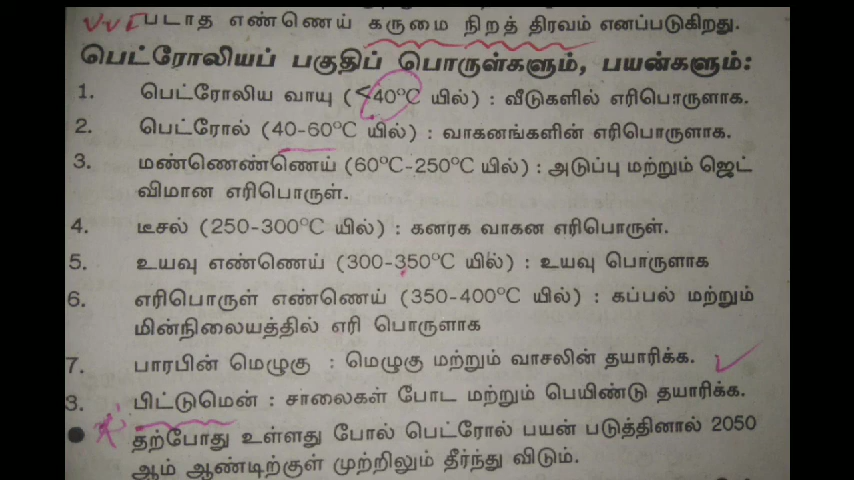 படாத எண்ணெய் கருமை நிறத் திரவம் எனப்படுகிறது.
பெட்ரோலியப் பகுதிப் பொருள்களும், பயன்களும்:
1. பெட்ரோலிய வாயு (<40°C யில்) : வீடுகளில் எரிபொருளாக.
2. பெட்ரோல் (40-60°C யில்) : வாகனங்களின் எரிபொருளாக.
3. மண்ணெண்ணெய் (60°C-250°C யில்) : அடுப்பு மற்றும் ஜெட்
விமான எரிபொருள்.
4. டீசல் (250-300°C யில்) : கனரக வாகன எரிபொருள்.
5. உயவு எண்ணெய் (300-350°C யில்) : உயவு பொருளாக
6. எரிபொருள் எண்ணெய் (350-400°C யில்) : கப்பல் மற்றும்
மின்நிலையத்தில் எரி பொருளாக
7. பாரபின் மெழுகு : மெழுகு மற்றும் வாசலின் தயாரிக்க.
8. பிட்டுமென் : சாலைகள் போட மற்றும் பெயிண்டு தயாரிக்க.
● தற்போது உள்ளது போல் பெட்ரோல் பயன் படுத்தினால் 2050
ஆம் ஆண்டிற்குள் முற்றிலும் தீர்ந்து விடும்.